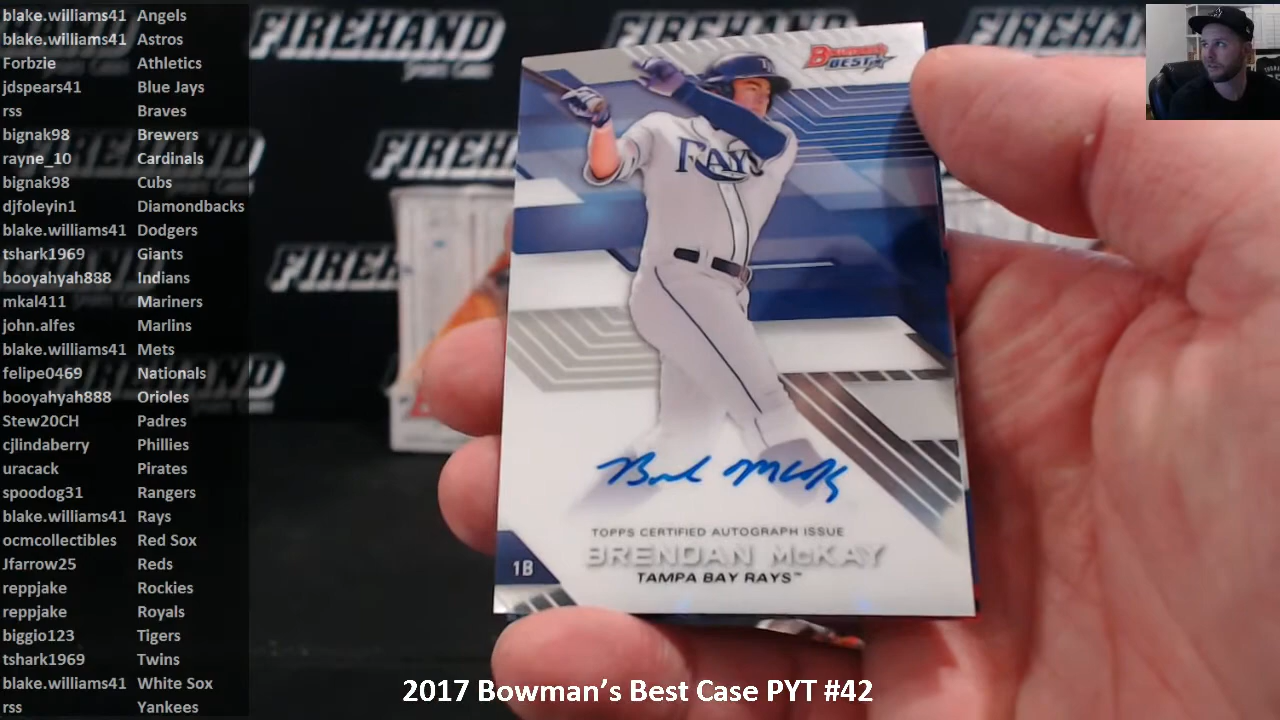 blake.williams41 Angels
blake.williams41 Astros
Forbzie Athletics
jdspears41 Blue Jays
rss Braves
bignak98 Brewers
rayne_10 Cardinals
bignak98 Cubs
djfoleyin1 Diamondbacks
blake.williams41 Dodgers
tshark1969 Giants
booyahyah888 Indians
mkal411 Mariners
john.alfes Marlins
blake.williams41 Mets
felipe0469 Nationals
booyahyah888 Orioles
Stew20CH Padres
cjlindaberry Phillies
uracack Pirates
spoodog31 Rangers
blake.williams41 Rays
ocmcollectibles Red Sox
Jfarrow25 Reds
reppjake Rockies
reppjake Royals
biggio123 Tigers
tshark1969 Twins
blake.williams41 White Sox
rss Yankees
FIREHAND
FIREHAND
BOWMAN'S
BEST
RAYS
TOPPS CERTIFIED AUTOGRAPH ISSUE
BRENDAN McKAY
1B
TAMPA BAY RAYS™
2017 Bowman's Best Case PYT #42